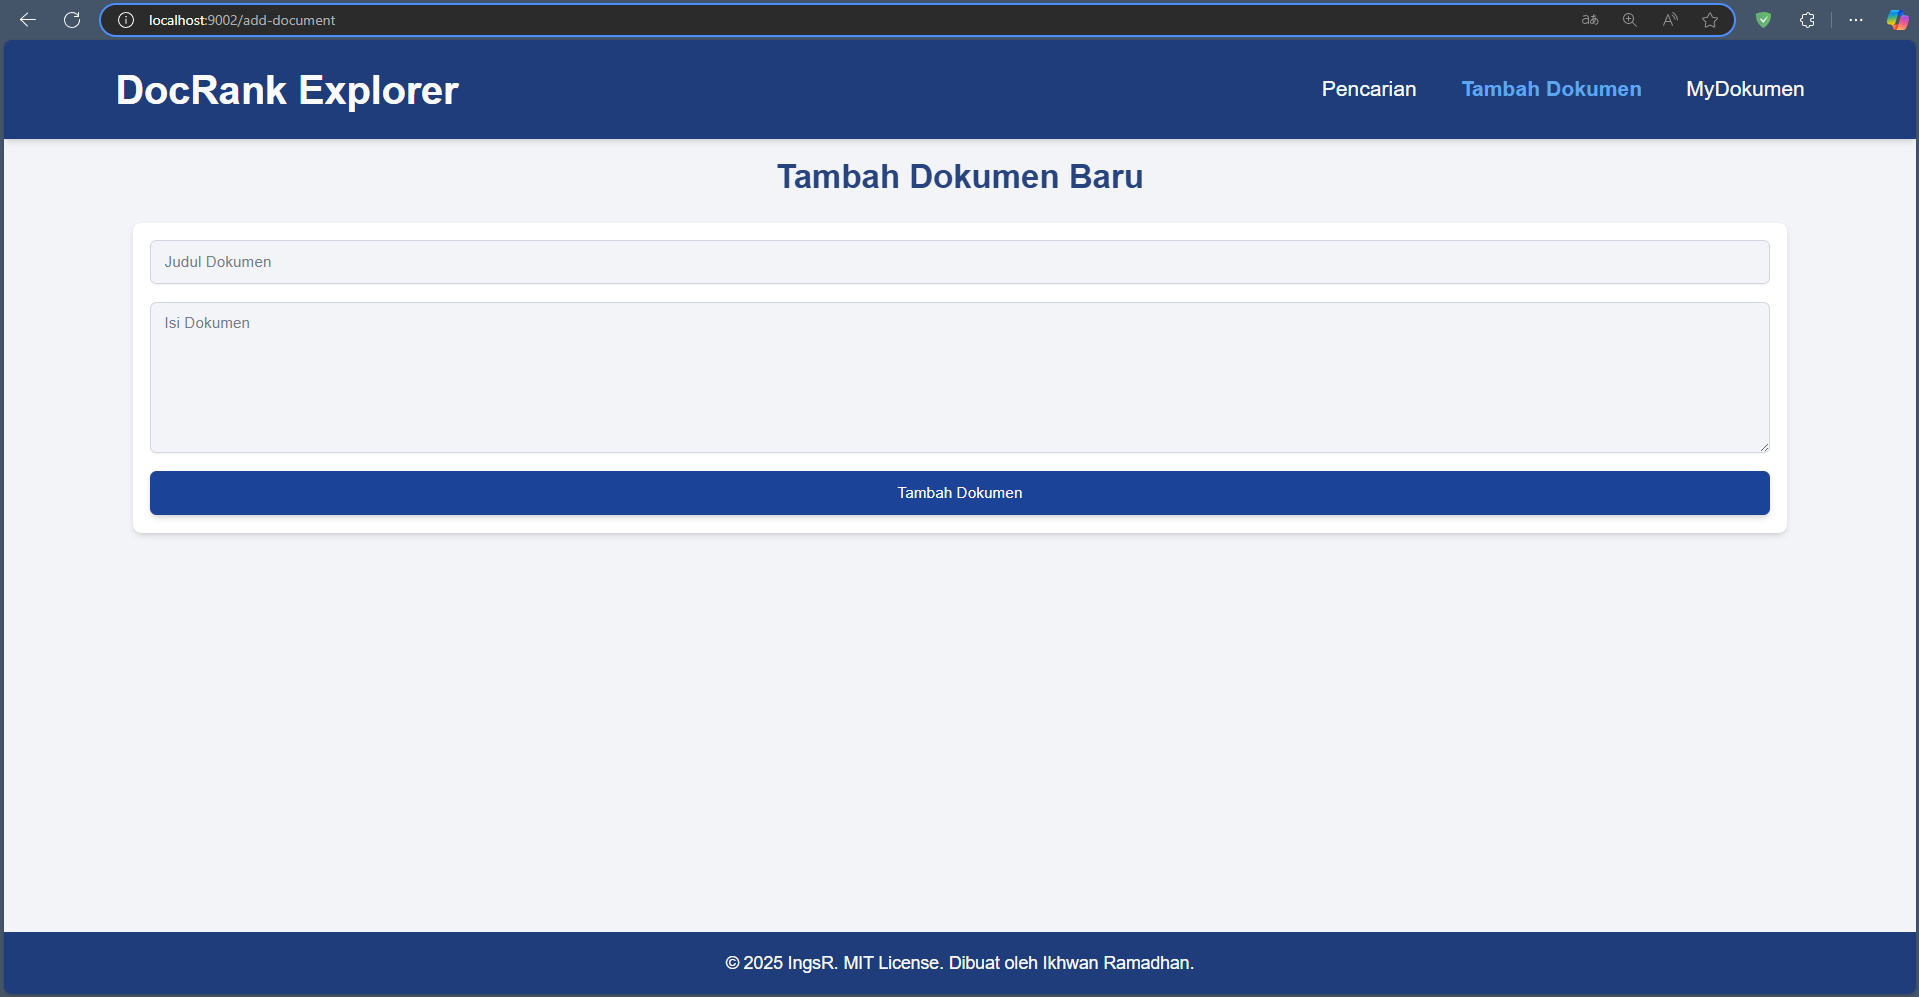 localhost:9002/add-document
DocRank Explorer
Pencarian
Tambah Dokumen
MyDokumen
Tambah Dokumen Baru
Judul Dokumen
Isi Dokumen
Tambah Dokumen
© 2025 IngsR. MIT License. Dibuat oleh Ikhwan Ramadhan.